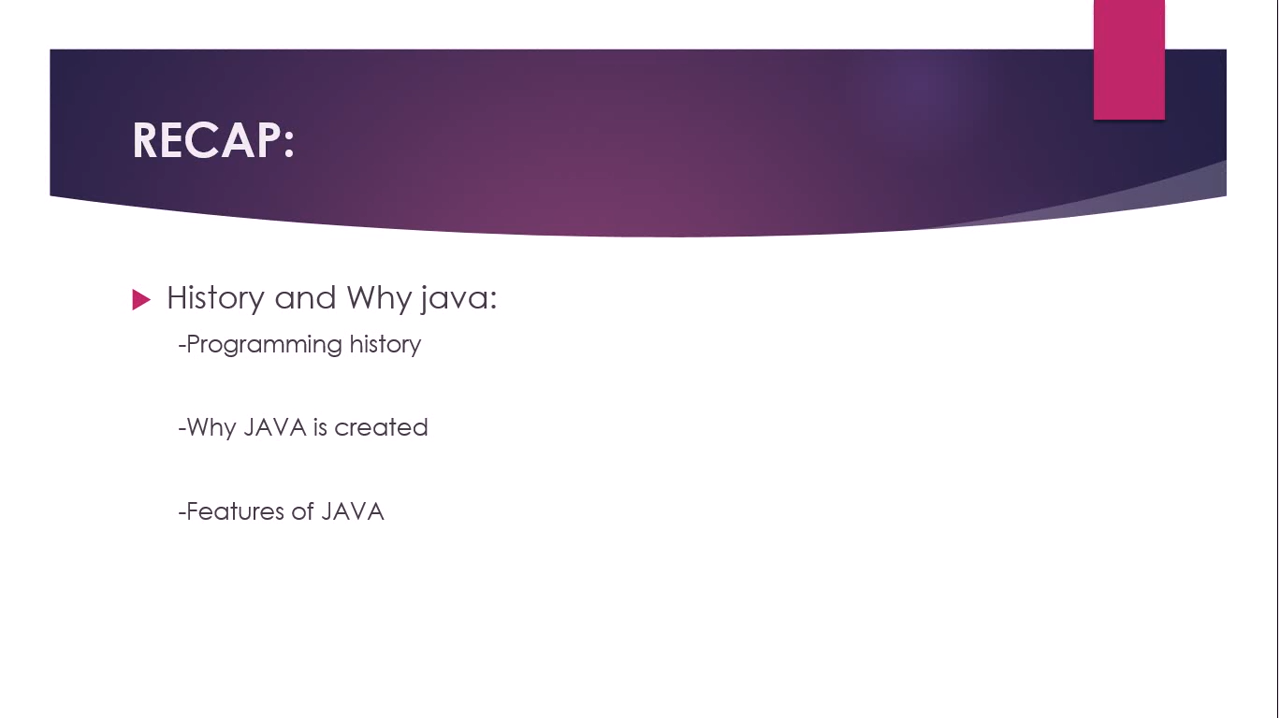 RECAP:
History and Why java:
-Programming history
-Why JAVA is created
-Features of JAVA